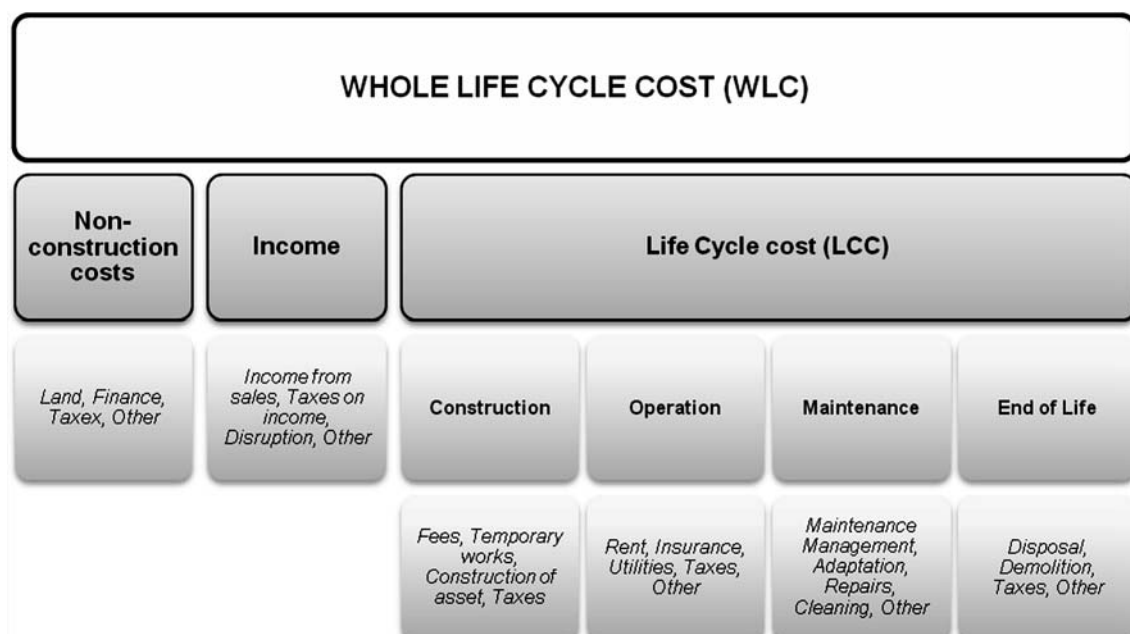 WHOLE LIFE CYCLE COST (WLC)
Non-
construction
costs
Income
Life Cycle cost (LCC)
Land, Finance,
Taxex, Other
Income from
sales, Taxes on
income,
Disruption, Other
Construction
Operation
Maintenance
End of Life
Fees, Temporary
works,
Construction of
asset, Taxes
Rent, Insurance,
Utilities, Taxes,
Other
Maintenance
Management,
Adaptation,
Repairs,
Cleaning, Other
Disposal,
Demolition,
Taxes, Other